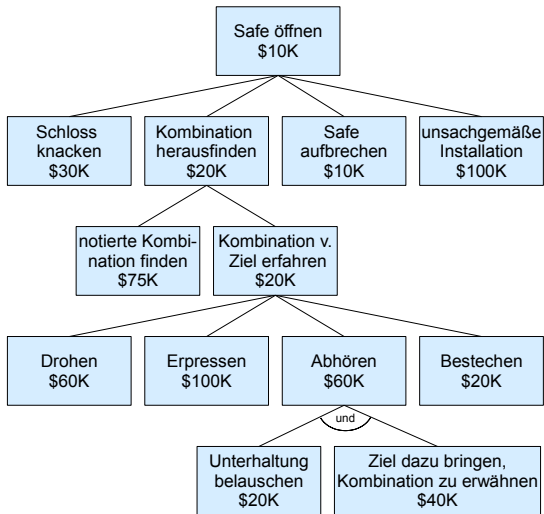 Safe öffnen
$10K
Schloss
knacken
$30K
Kombination
herausfinden
$20K
Safe
aufbrechen
$10K
unsachgemäße
Installation
$100K
notierte Kombi-
nation finden
$75K
Kombination v.
Ziel erfahren
$20K
Drohen
$60K
Erpressen
$100K
Abhören
$60K
Bestechen
$20K
und
Unterhaltung
belauschen
$20K
Ziel dazu bringen,
Kombination zu erwähnen
$40K